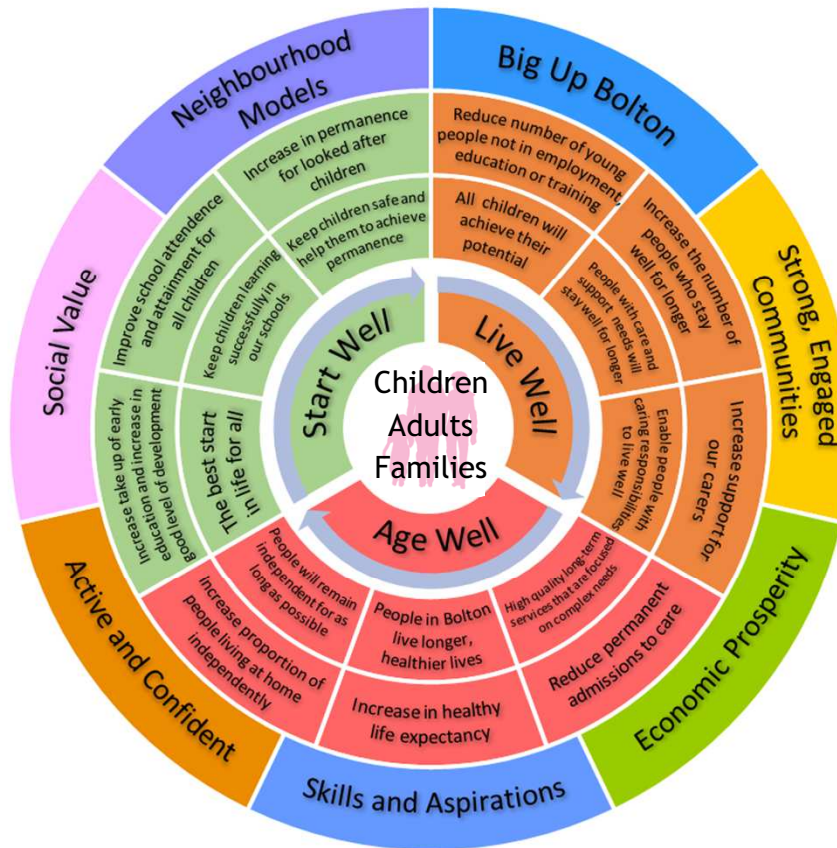 Neighbourhood
Models
Big Up Bolton
Strong, Engaged
Communities
Economic Prosperity
Skills and Aspirations
Active and Confident
Social Value
Increase in permanence
for looked after
children
Keep children safe and
help them to achieve
permanence
Improve school attendence
and attainment for
all children
Keep children learning
successfully in
our schools
Increase take up of early
education and increase in
good level of development
The best start
in life for all
Start Well
Reduce number of young
people not in employment,
education or training
All children will
achieve their
potential
Increase the number of
people who stay
well for longer
People with care and
support needs will
stay well for longer
Increase support for
our carers
Enable people with
caring responsibilities
to live well
Live Well
Children
Adults
Families
Age Well
High quality long-term
services that are focused
on complex needs
Reduce permanent
admissions to care
People in Bolton
live longer,
healthier lives
Increase in healthy
life expectancy
People will remain
independent for as
long as possible
increase proportion of
people living at home
independently